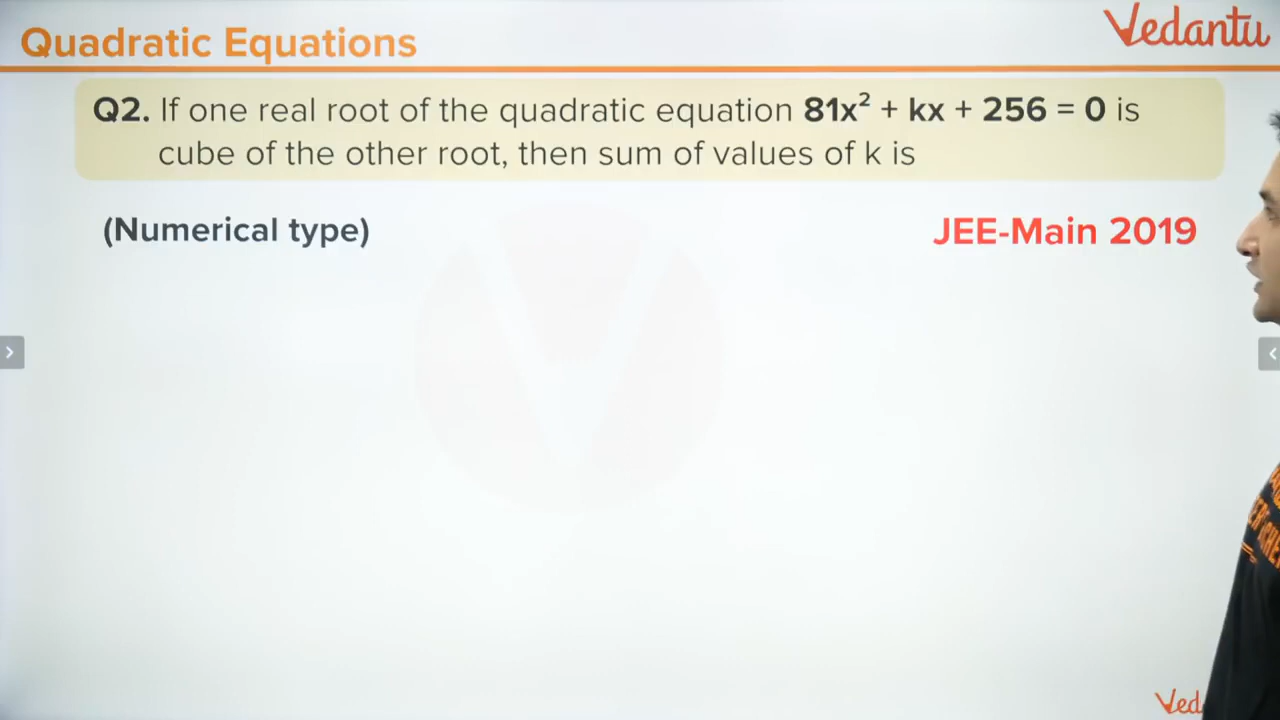 Quadratic Equations
Vedantu
Q2. If one real root of the quadratic equation 81x² + kx + 256 = 0 is
cube of the other root, then sum of values of k is
(Numerical type)
JEE-Main 2019
Ved